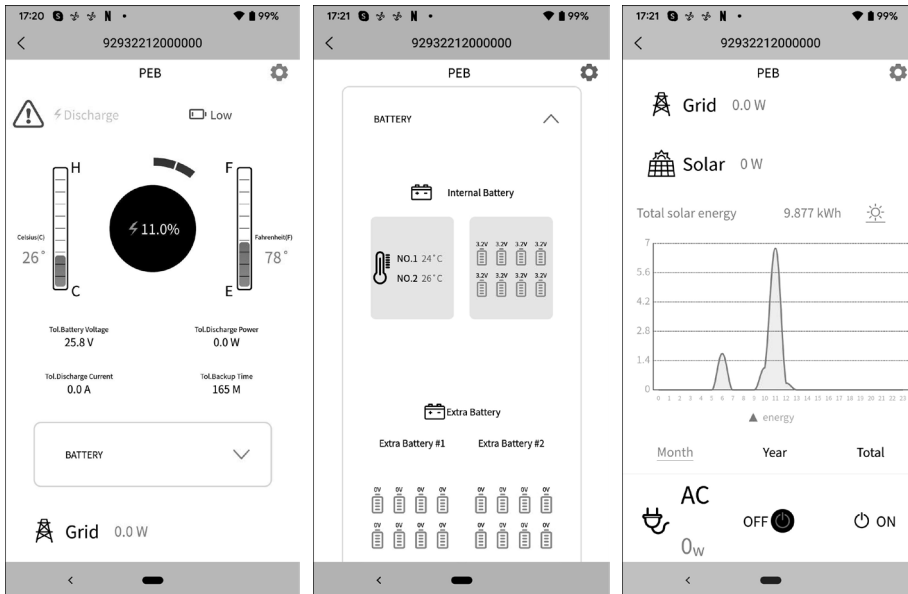 17:20 S N • 99%
92932212000000
PEB
Discharge Low
H F
11.0%
Celsius(C) Fahrenheit(F)
26° 78°
C E
Tol.Battery Voltage Tol.Discharge Power
25.8 V 0.0 W
Tol.Discharge Current Tol.Backup Time
0.0 A 165 M
BATTERY
Grid 0.0 W
17:21 S N • 99%
92932212000000
PEB
BATTERY
Internal Battery
3.2V 3.2V 3.2V 3.2V
NO.1 24°C
NO.2 26°C 3.2V 3.2V 3.2V 3.2V
Extra Battery
Extra Battery #1 Extra Battery #2
0V 0V 0V 0V 0V 0V 0V 0V
0V 0V 0V 0V 0V 0V 0V 0V
17:21 S N • 99%
92932212000000
PEB
Grid 0.0 W
Solar 0 W
Total solar energy 9.877 kWh
7
5.6
4.2
2.8
1.4
0
0 1 2 3 4 5 6 7 8 9 10 11 12 13 14 15 16 17 18 19 20 21 22 23
energy
Month Year Total
AC
OFF ON
0w